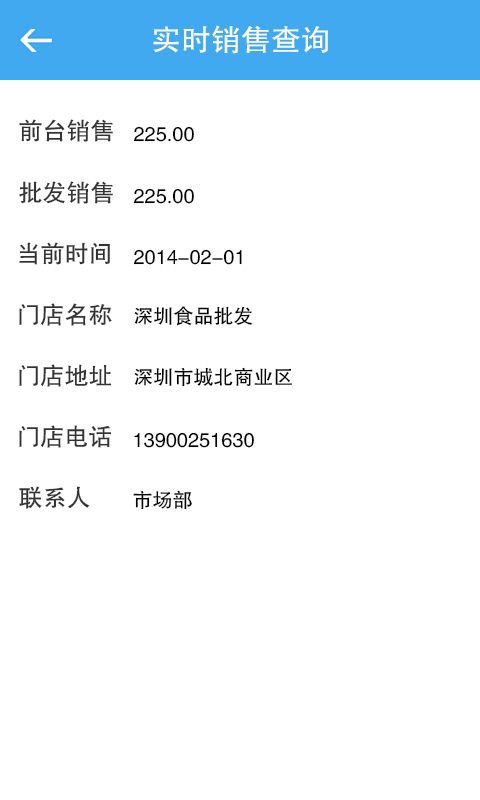 实时销售查询
前台销售 225.00
批发销售 225.00
当前时间 2014-02-01
门店名称 深圳食品批发
门店地址 深圳市城北商业区
门店电话 13900251630
联系人 市场部